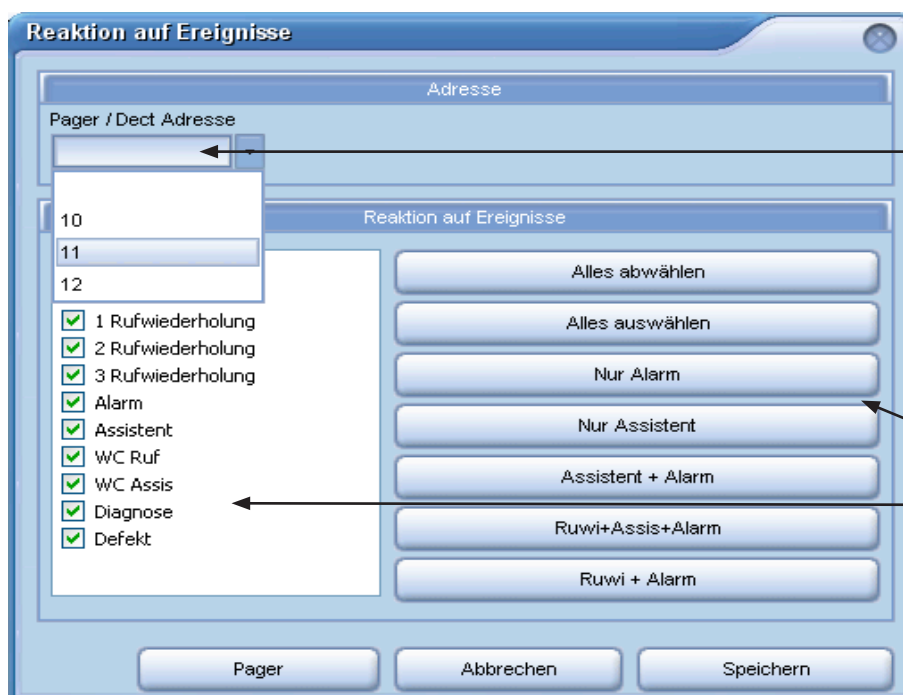 Reaktion auf Ereignisse
Adresse
Pager / Dect Adresse
10
11
12
Reaktion auf Ereignisse
1 Rufwiederholung
2 Rufwiederholung
3 Rufwiederholung
Alarm
Assistent
WC Ruf
WC Assis
Diagnose
Defekt
Alles abwählen
Alles auswählen
Nur Alarm
Nur Assistent
Assistent + Alarm
Ruwi+Assis+Alarm
Ruwi + Alarm
Pager
Abbrechen
Speichern